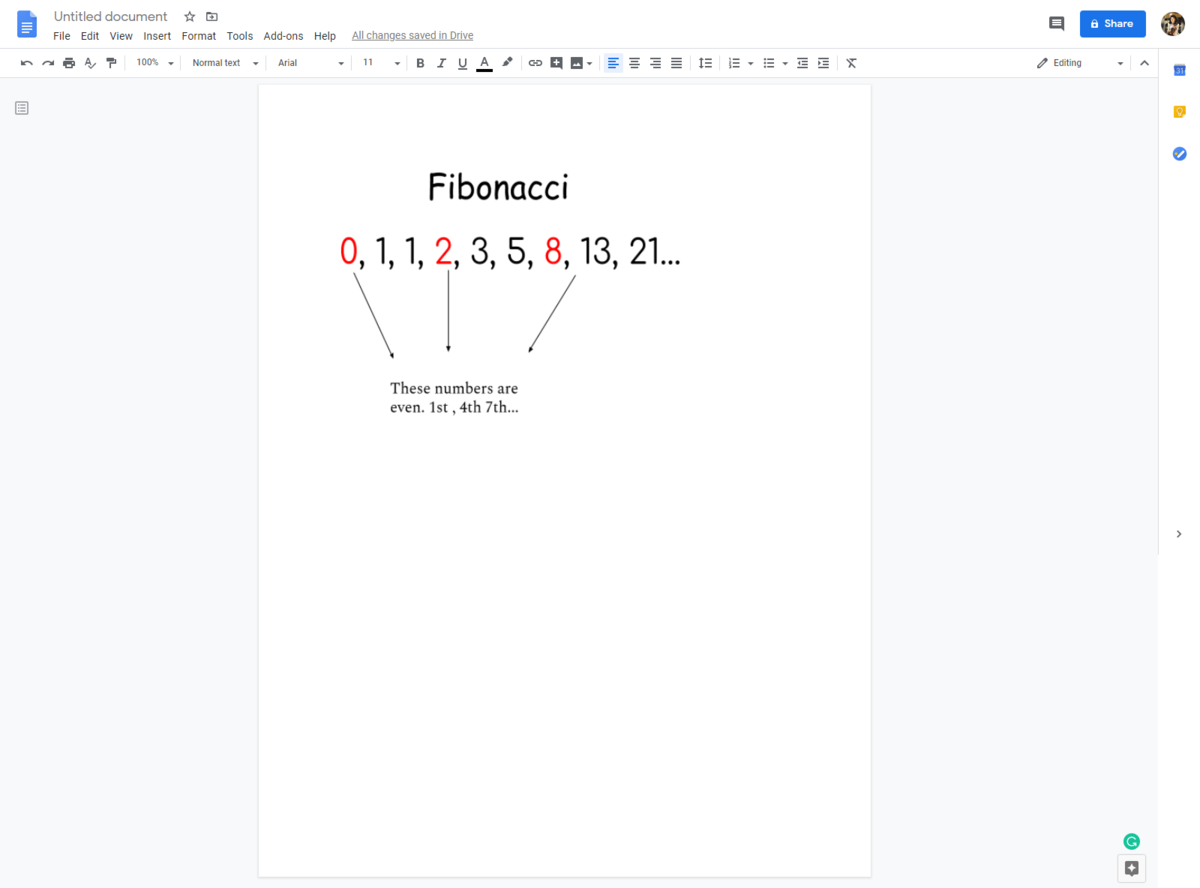 Untitled document
File Edit View Insert Format Tools Add-ons Help All changes saved in Drive
Share
100% Normal text Arial 11 B I U A Editing
31
Fibonacci
0, 1, 1, 2, 3, 5, 8, 13, 21...
These numbers are
even. 1st , 4th 7th...